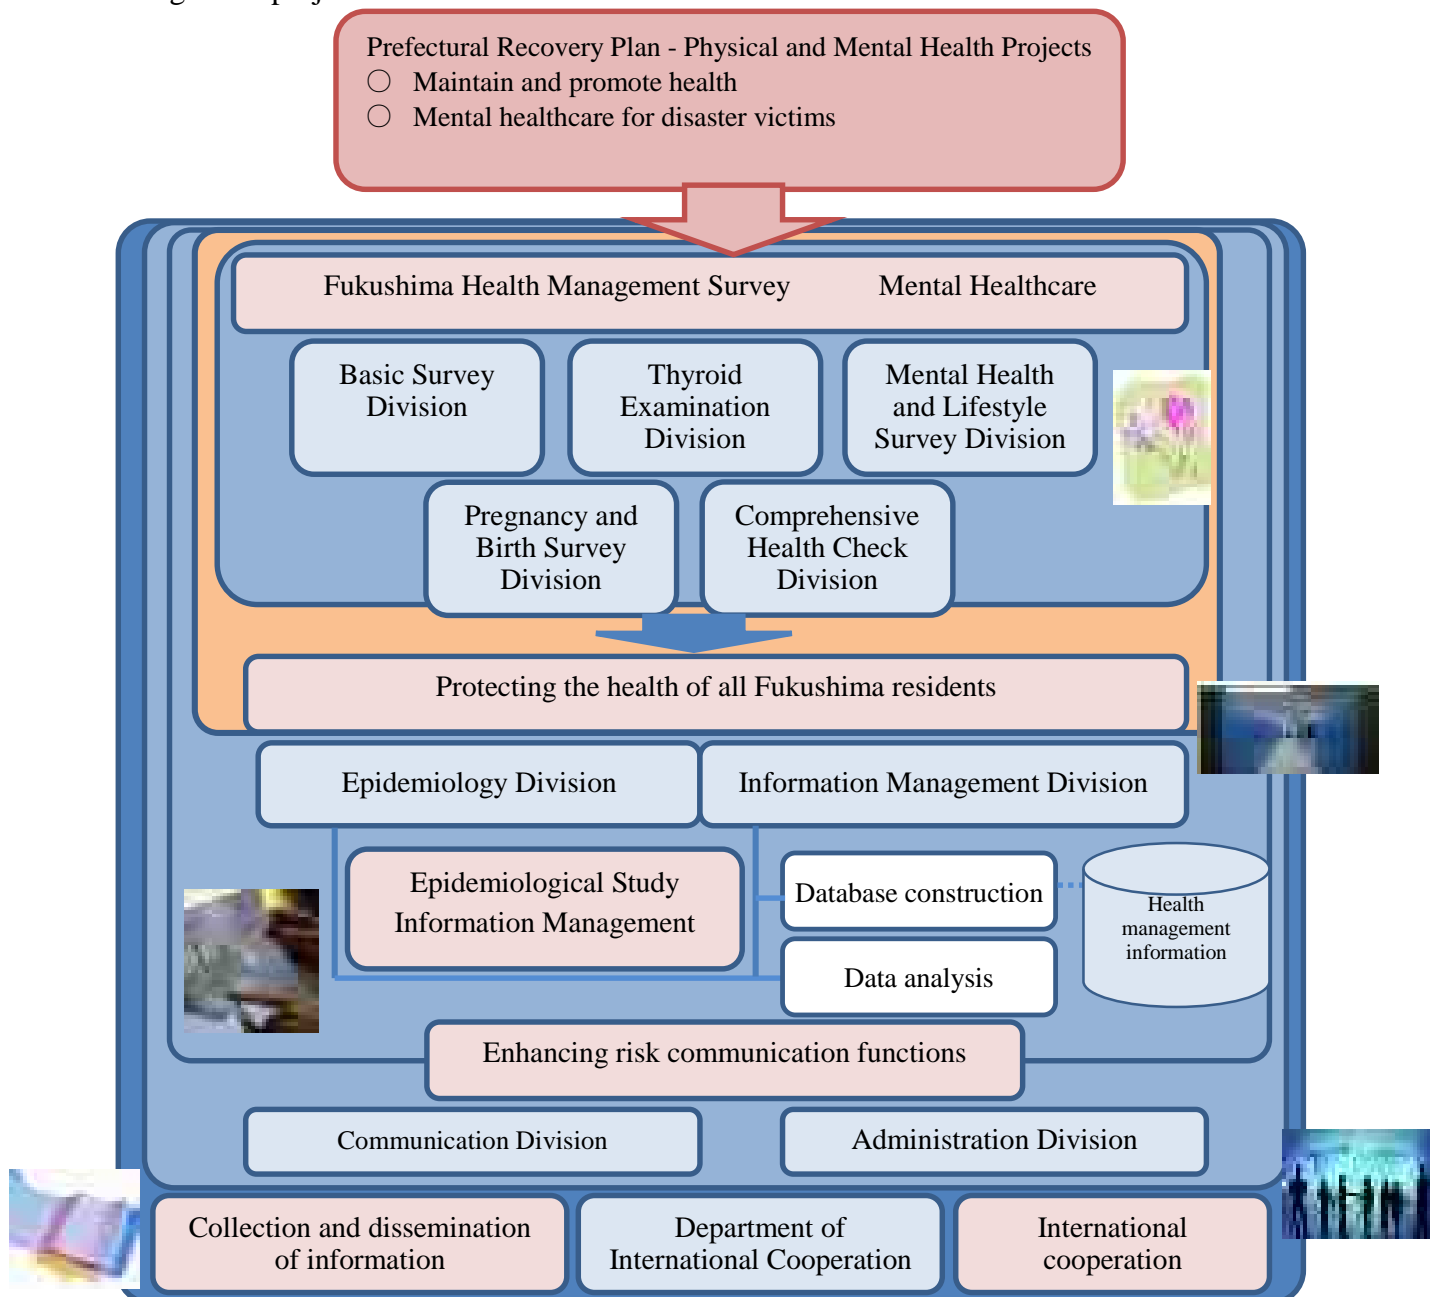 Prefectural Recovery Plan - Physical and Mental Health Projects
○ Maintain and promote health
○ Mental healthcare for disaster victims
Fukushima Health Management Survey Mental Healthcare
Basic Survey
Division
Thyroid
Examination
Division
Mental Health
and Lifestyle
Survey Division
Pregnancy and
Birth Survey
Division
Comprehensive
Health Check
Division
Protecting the health of all Fukushima residents
Epidemiology Division
Information Management Division
Epidemiological Study
Information Management
Database construction
Health
management
information
Data analysis
Enhancing risk communication functions
Communication Division
Administration Division
Collection and dissemination
of information
Department of
International Cooperation
International
cooperation